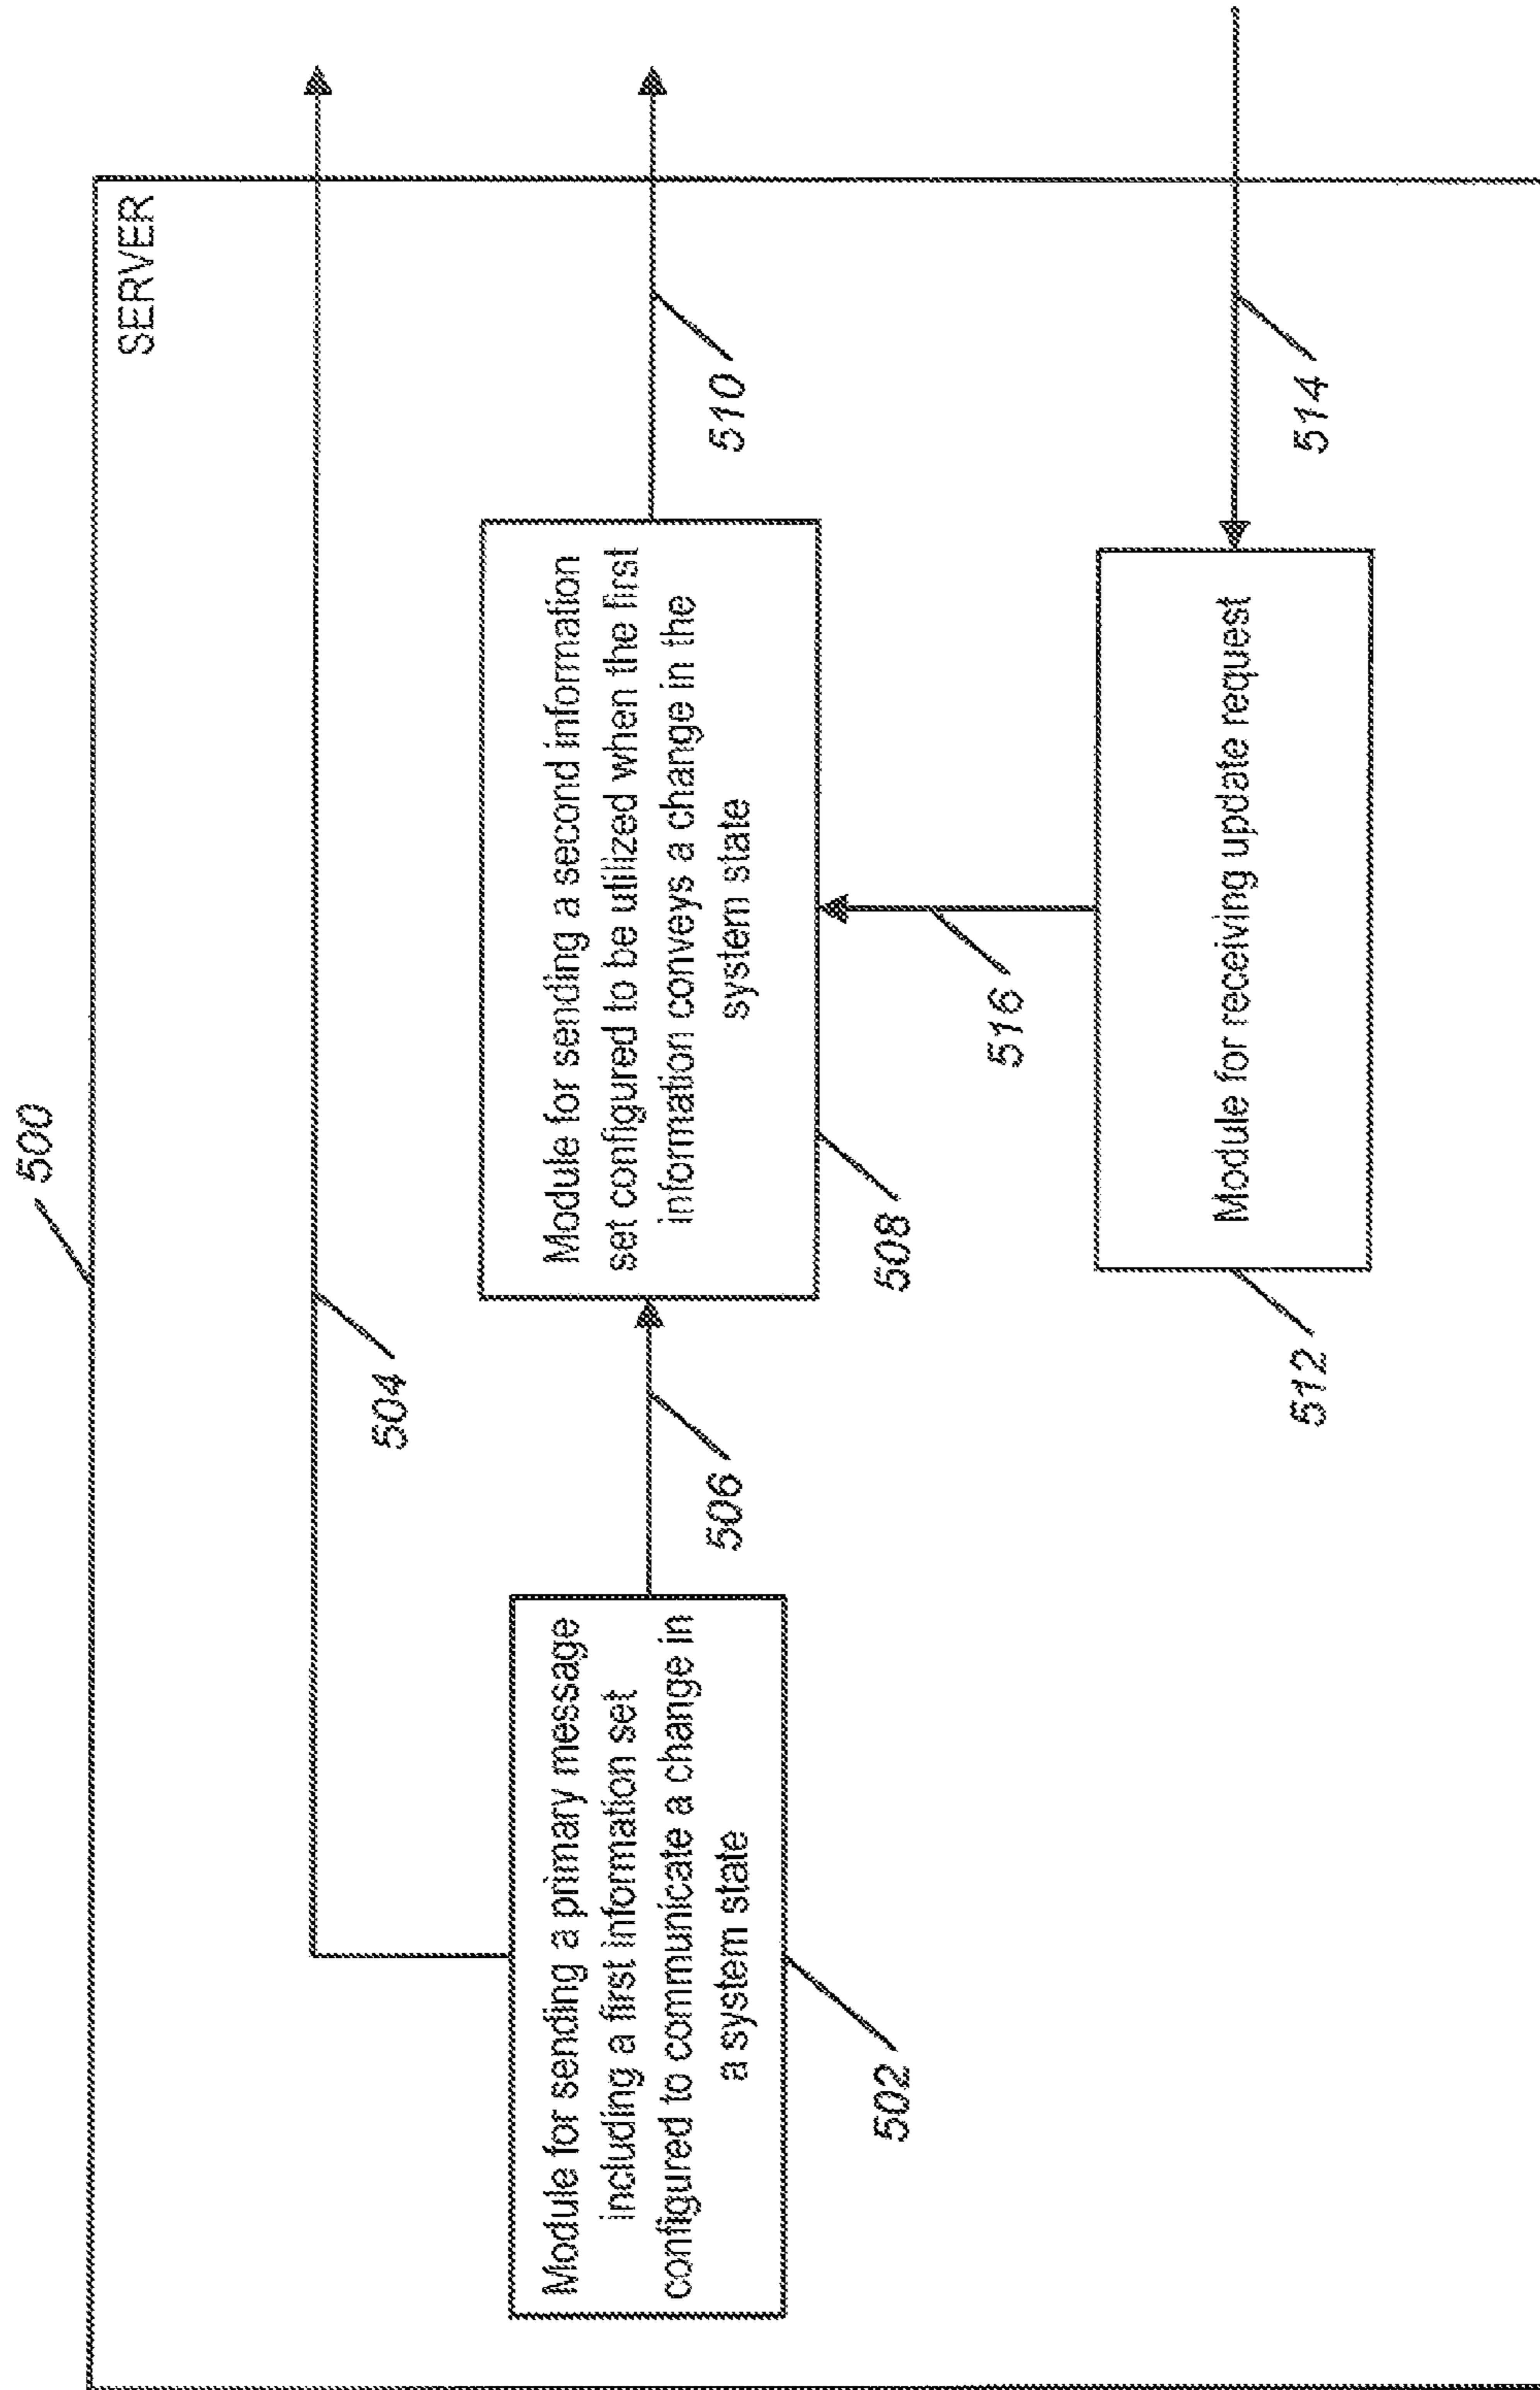 500
SERVER
504
Module for sending a primary message
including a first information set
configured to communicate a change in
a system state
502
506
Module for sending a second information
set configured to be utilized when the first
information conveys a change in the
system state
508
510
516
Module for receiving update request
512
514